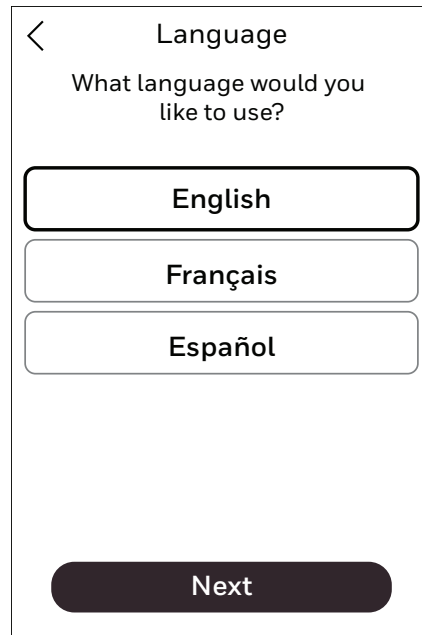 Language
What language would you
like to use?
English
Français
Español
Next